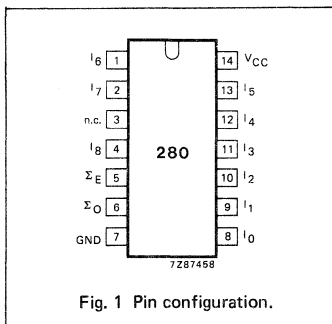 I6 1 14 VCC
I7 2 13 I5
n.c. 3 12 I4
I8 4 280 11 I3
ΣE 5 10 I2
ΣO 6 9 I1
GND 7 8 I0
7Z87458
Fig. 1 Pin configuration.